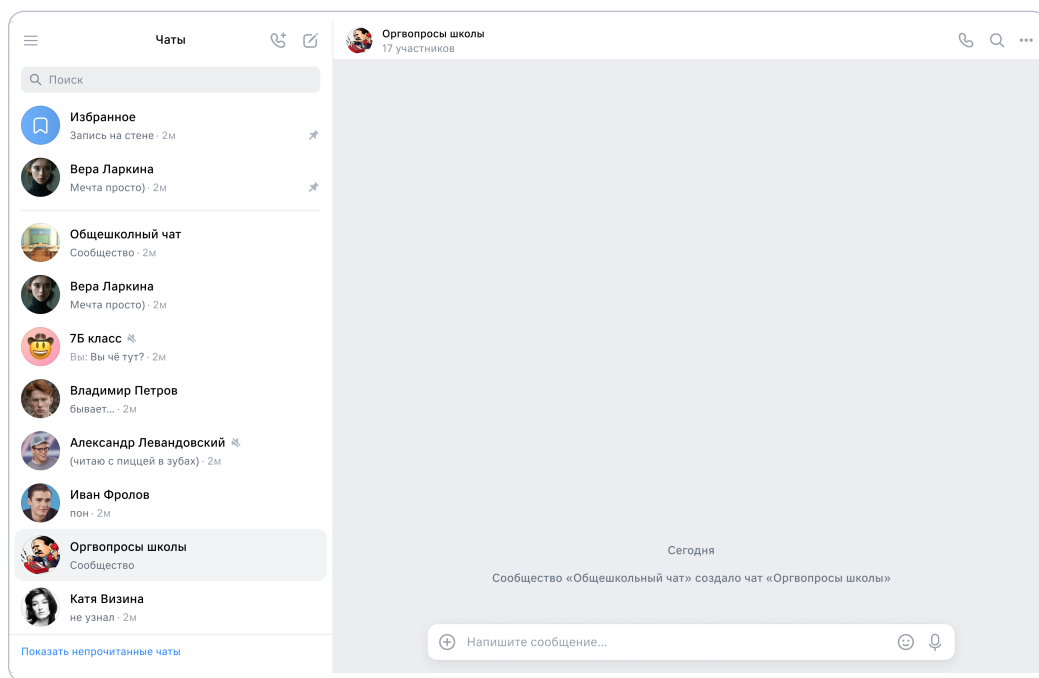 Чаты
Поиск
Избранное
Запись на стене · 2м
Вера Ларкина
Мечта просто) · 2м
Общешколный чат
Сообщество · 2м
Вера Ларкина
Мечта просто) · 2м
7Б класс
Вы: Вы чё тут? · 2м
Владимир Петров
бывает... · 2м
Александр Левандовский
(читаю с пиццей в зубах) · 2м
Иван Фролов
пон · 2м
Оргвопросы школы
Сообщество
Катя Визина
не узнал · 2м
Показать непрочитанные чаты
Оргвопросы школы
17 участников
Сегодня
Сообщество «Общешкольный чат» создало чат «Оргвопросы школы»
Напишите сообщение...